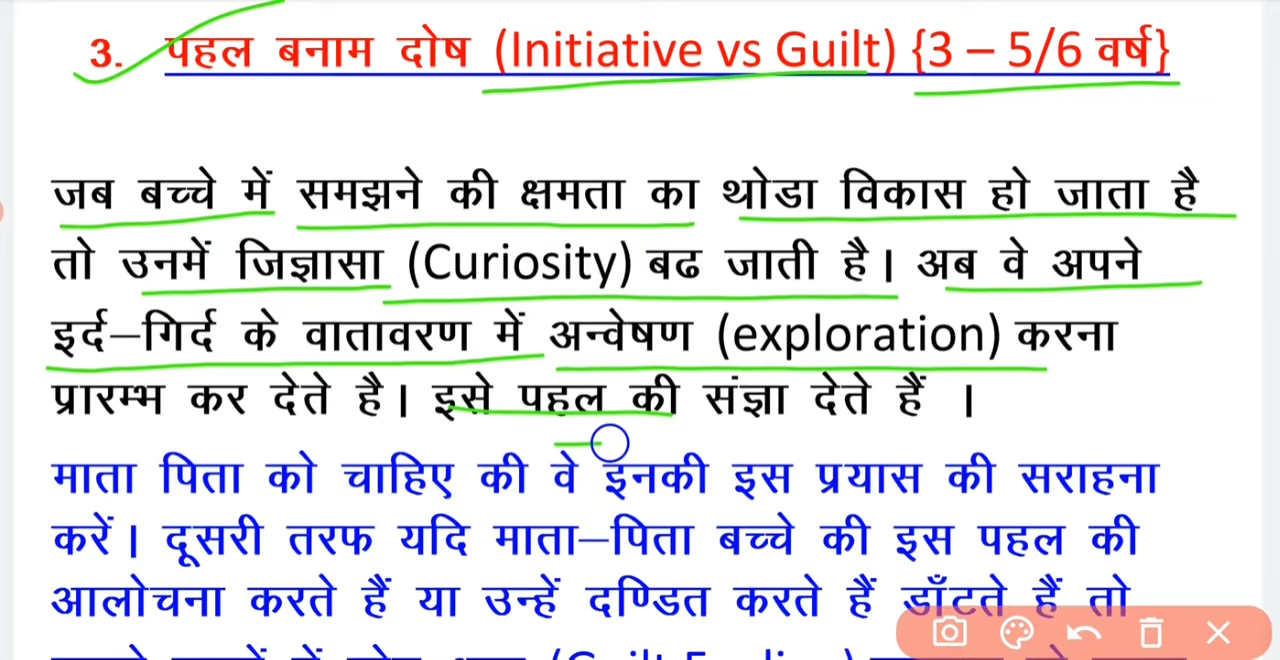 3. पहल बनाम दोष (Initiative vs Guilt) {3 – 5/6 वर्ष}
जब बच्चे में समझने की क्षमता का थोडा विकास हो जाता है
तो उनमें जिज्ञासा (Curiosity) बढ जाती है। अब वे अपने
इर्द–गिर्द के वातावरण में अन्वेषण (exploration) करना
प्रारम्भ कर देते है। इसे पहल की संज्ञा देते हैं ।
माता पिता को चाहिए की वे इनकी इस प्रयास की सराहना
करें। दूसरी तरफ यदि माता–पिता बच्चे की इस पहल की
आलोचना करते हैं या उन्हें दण्डित करते हैं डाँटते हैं तो